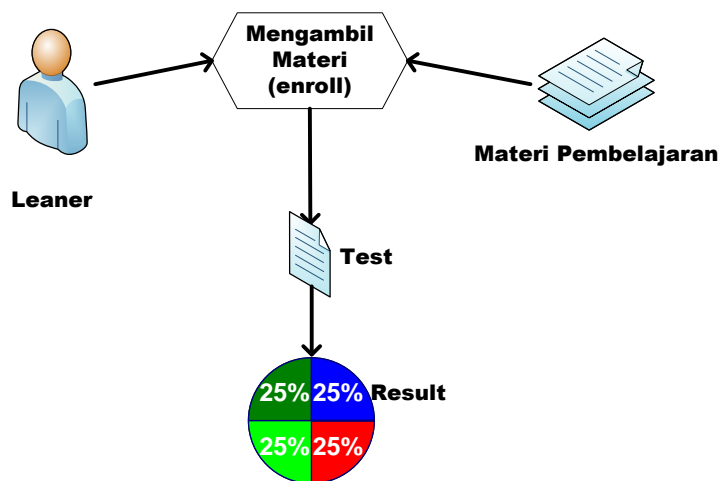 Mengambil
Materi
(enroll)
Materi Pembelajaran
Leaner
Test
Result
25% 25%
25% 25%